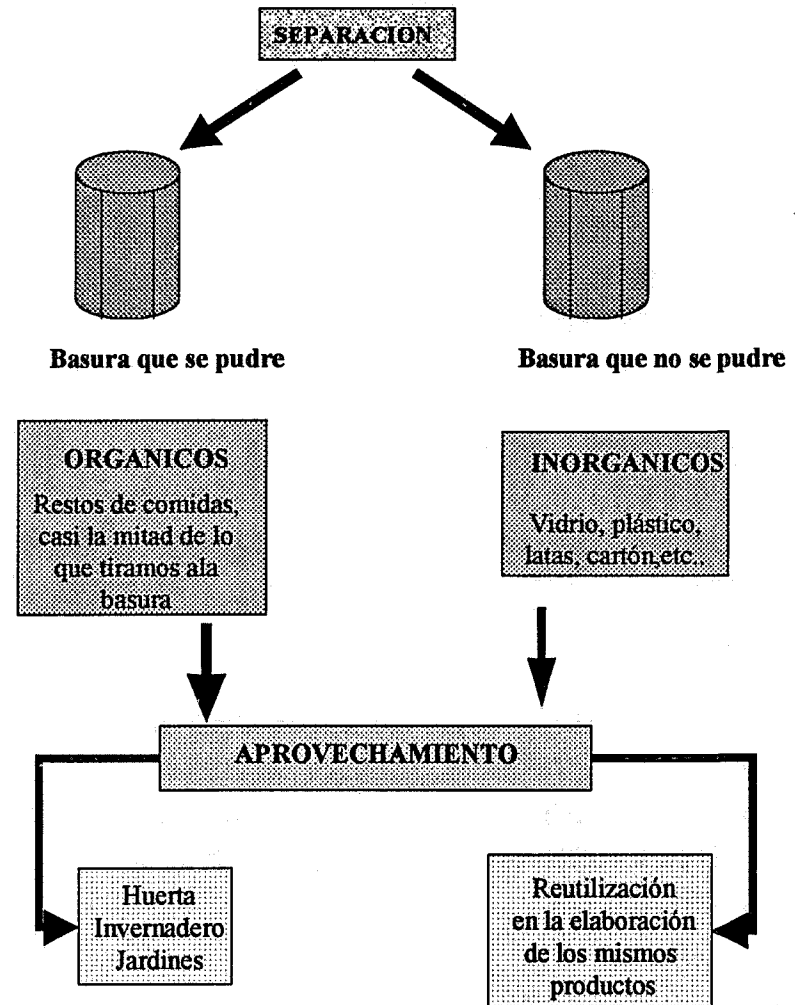 SEPARACION
Basura que se pudre
Basura que no se pudre
ORGANICOS
Restos de comidas,
casi la mitad de lo
que tiramos ala
basura
INORGANICOS
Vidrio, plástico,
latas, cartón,etc..
APROVECHAMIENTO
Huerta
Invernadero
Jardines
Reutilización
en la elaboración
de los mismos
productos